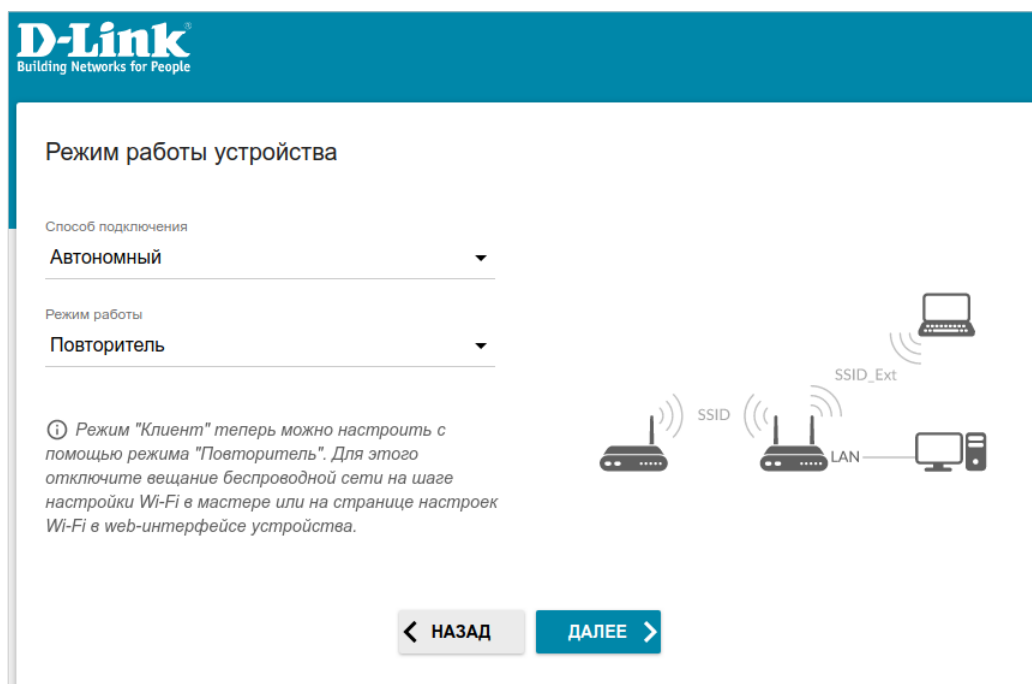 D-Link®
Building Networks for People
Режим работы устройства
Способ подключения
Автономный
Режим работы
Повторитель
SSID_Ext
SSID
LAN
Режим "Клиент" теперь можно настроить с
помощью режима "Повторитель". Для этого
отключите вещание беспроводной сети на шаге
настройки Wi-Fi в мастере или на странице настроек
Wi-Fi в web-интерфейсе устройства.
НАЗАД
ДАЛЕЕ